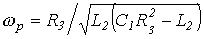 ω_p = R_3 / √(L_2(C_1R_3^2 − L_2))